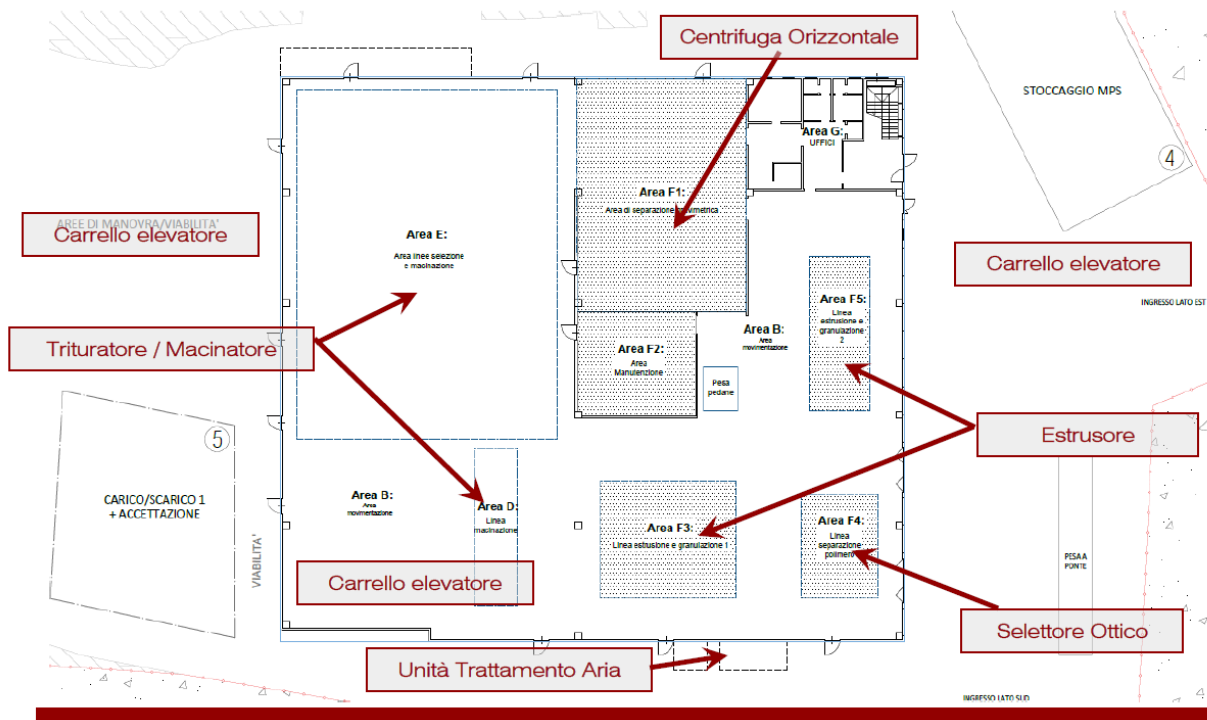 Centrifuga Orizzontale
STOCCAGGIO MPS
4
Area G:
UFFICI
Area F1:
Area di separazione gravimetrica
AREE DI MANOVRA/VIABILITA'
Carrello elevatore
Area E:
Area linee selezione
e macinazione
Carrello elevatore
INGRESSO LATO EST
Area F5:
Linea
estrusione e
granulazione
2
Area B:
Area
movimentazione
Trituratore / Macinatore
Area F2:
Area
Manutenzione
Pesa
pedane
5
Estrusore
CARICO/SCARICO 1
+ ACCETTAZIONE
Area B:
Area
movimentazione
Area D:
Linea
macinazione
Area F3:
Linea estrusione e granulazione 1
Area F4:
Linea
separazione
polimero
VIABILITA'
PESA A
PONTE
Carrello elevatore
Selettore Ottico
Unità Trattamento Aria
INGRESSO LATO SUD